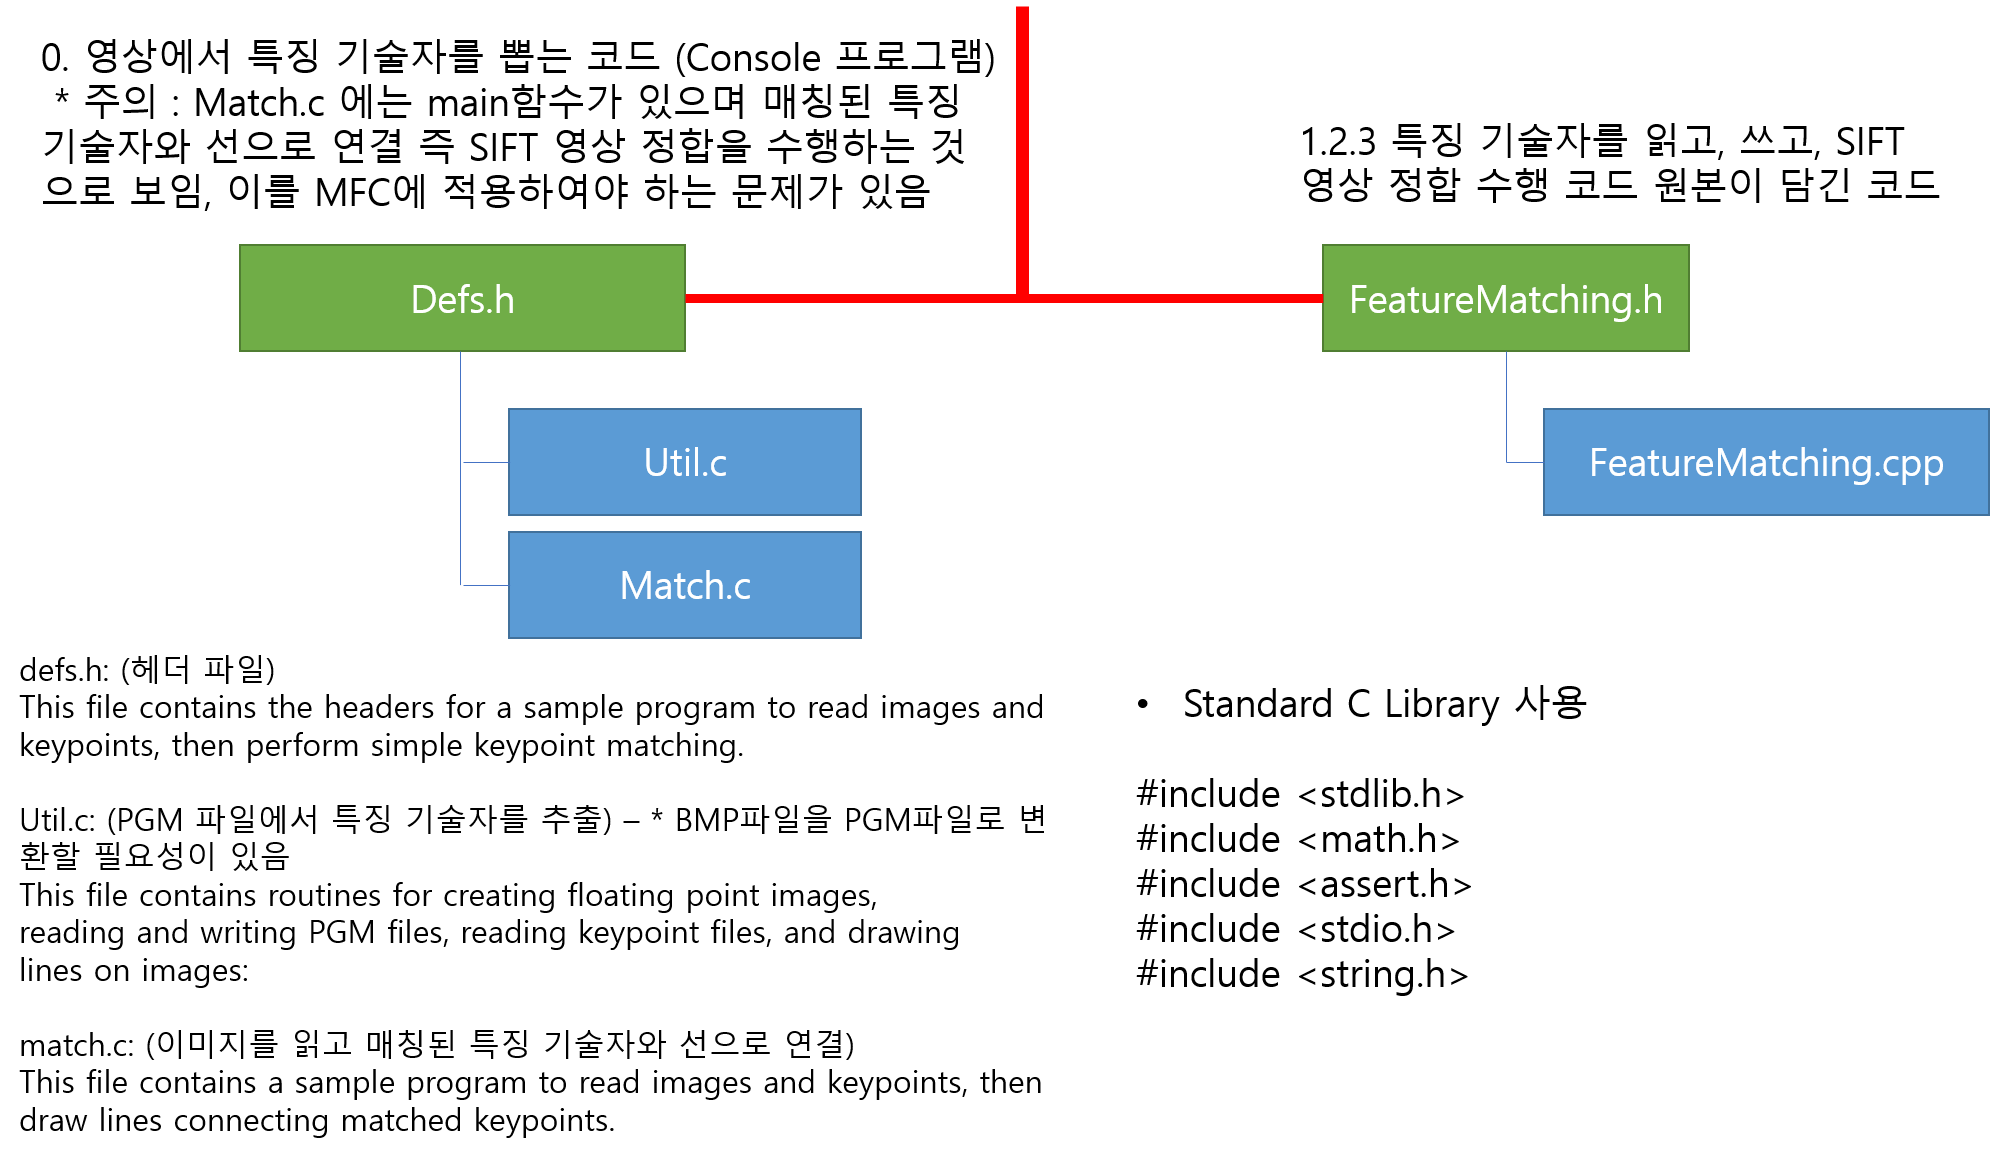 0. 영상에서 특징 기술자를 뽑는 코드 (Console 프로그램)
* 주의 : Match.c 에는 main함수가 있으며 매칭된 특징
기술자와 선으로 연결 즉 SIFT 영상 정합을 수행하는 것
으로 보임, 이를 MFC에 적용하여야 하는 문제가 있음
1.2.3 특징 기술자를 읽고, 쓰고, SIFT
영상 정합 수행 코드 원본이 담긴 코드
Defs.h
FeatureMatching.h
Util.c
FeatureMatching.cpp
Match.c
defs.h: (헤더 파일)
This file contains the headers for a sample program to read images and
keypoints, then perform simple keypoint matching.
Util.c: (PGM 파일에서 특징 기술자를 추출) – * BMP파일을 PGM파일로 변
환할 필요성이 있음
This file contains routines for creating floating point images,
reading and writing PGM files, reading keypoint files, and drawing
lines on images:
match.c: (이미지를 읽고 매칭된 특징 기술자와 선으로 연결)
This file contains a sample program to read images and keypoints, then
draw lines connecting matched keypoints.
• Standard C Library 사용
#include <stdlib.h>
#include <math.h>
#include <assert.h>
#include <stdio.h>
#include <string.h>